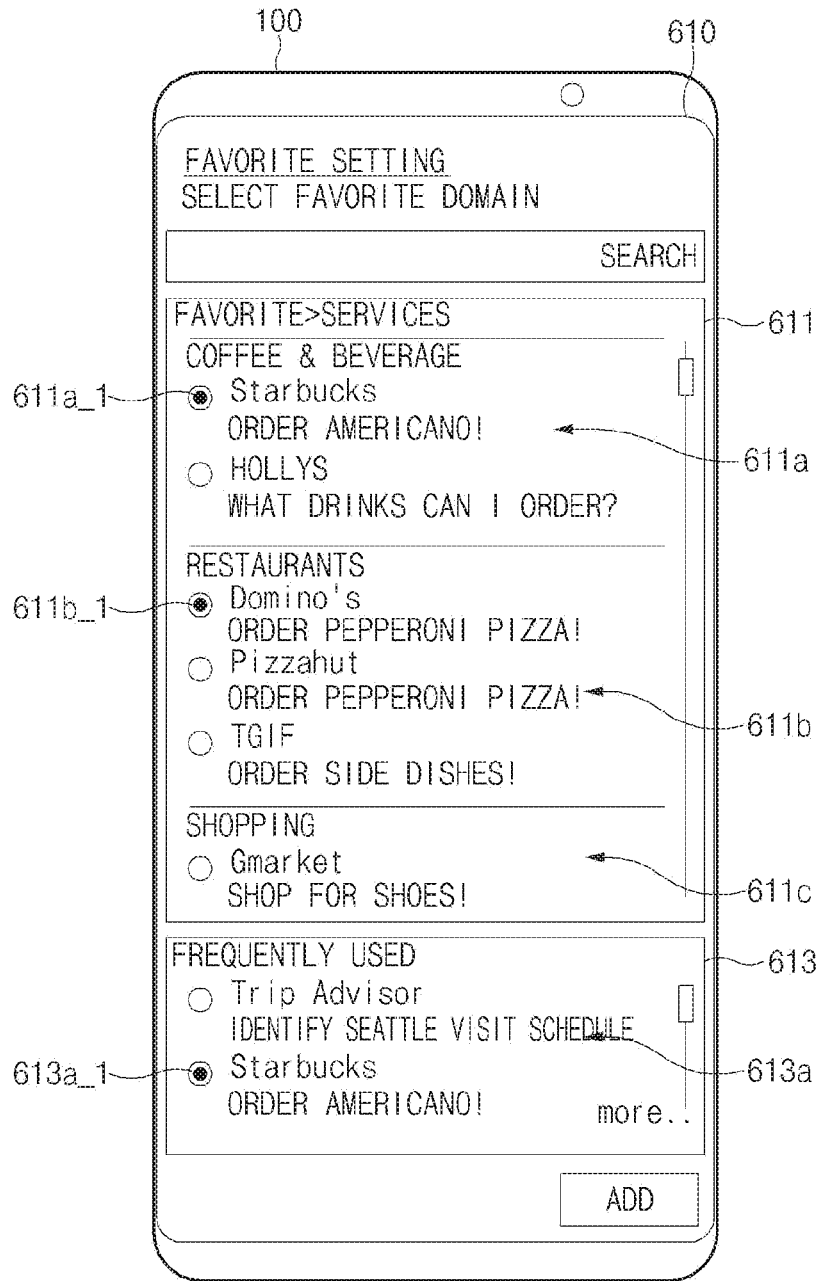 100
610
FAVORITE SETTING
SELECT FAVORITE DOMAIN
SEARCH
FAVORITE>SERVICES
611
COFFEE & BEVERAGE
611a_1
Starbucks
ORDER AMERICANO!
611a
HOLLYS
WHAT DRINKS CAN I ORDER?
RESTAURANTS
611b_1
Domino's
ORDER PEPPERONI PIZZA!
Pizzahut
ORDER PEPPERONI PIZZA!
611b
TGIF
ORDER SIDE DISHES!
SHOPPING
Gmarket
SHOP FOR SHOES!
611c
FREQUENTLY USED
613
Trip Advisor
IDENTIFY SEATTLE VISIT SCHEDULE
613a_1
Starbucks
613a
ORDER AMERICANO!
more..
ADD